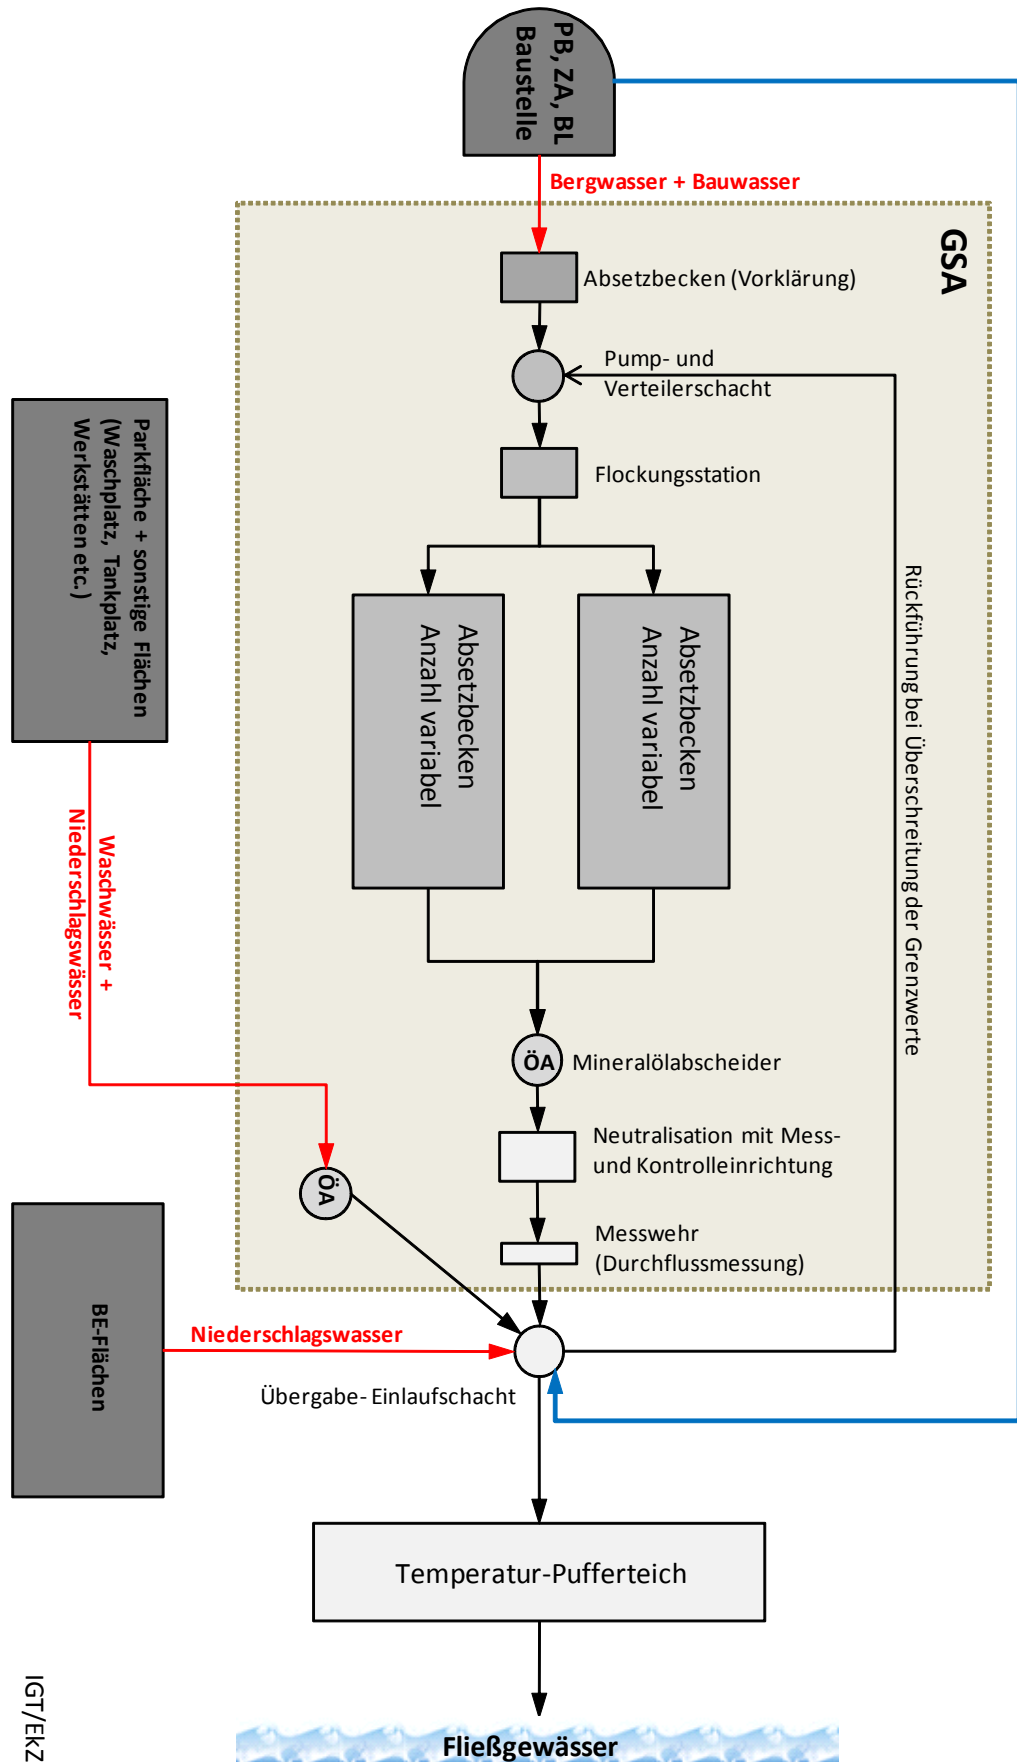 PB, ZA, BL
Baustelle
Bergwasser + Bauwasser
GSA
Absetzbecken (Vorklärung)
Pump- und
Verteilerschacht
Flockungsstation
Parkfläche + sonstige Flächen
(Waschplatz, Tankplatz,
Werkstätten etc.)
Absetzbecken
Anzahl variabel
Absetzbecken
Anzahl variabel
Rückführung bei Überschreitung der Grenzwerte
Waschwässer +
Niederschlagswässer
ÖA
Mineralölabscheider
Neutralisation mit Mess-
und Kontrolleinrichtung
ÖA
Messwehr
(Durchflussmessung)
BE-Flächen
Niederschlagswasser
Übergabe- Einlaufschacht
Temperatur-Pufferteich
Fließgewässer
IGT/EkZ